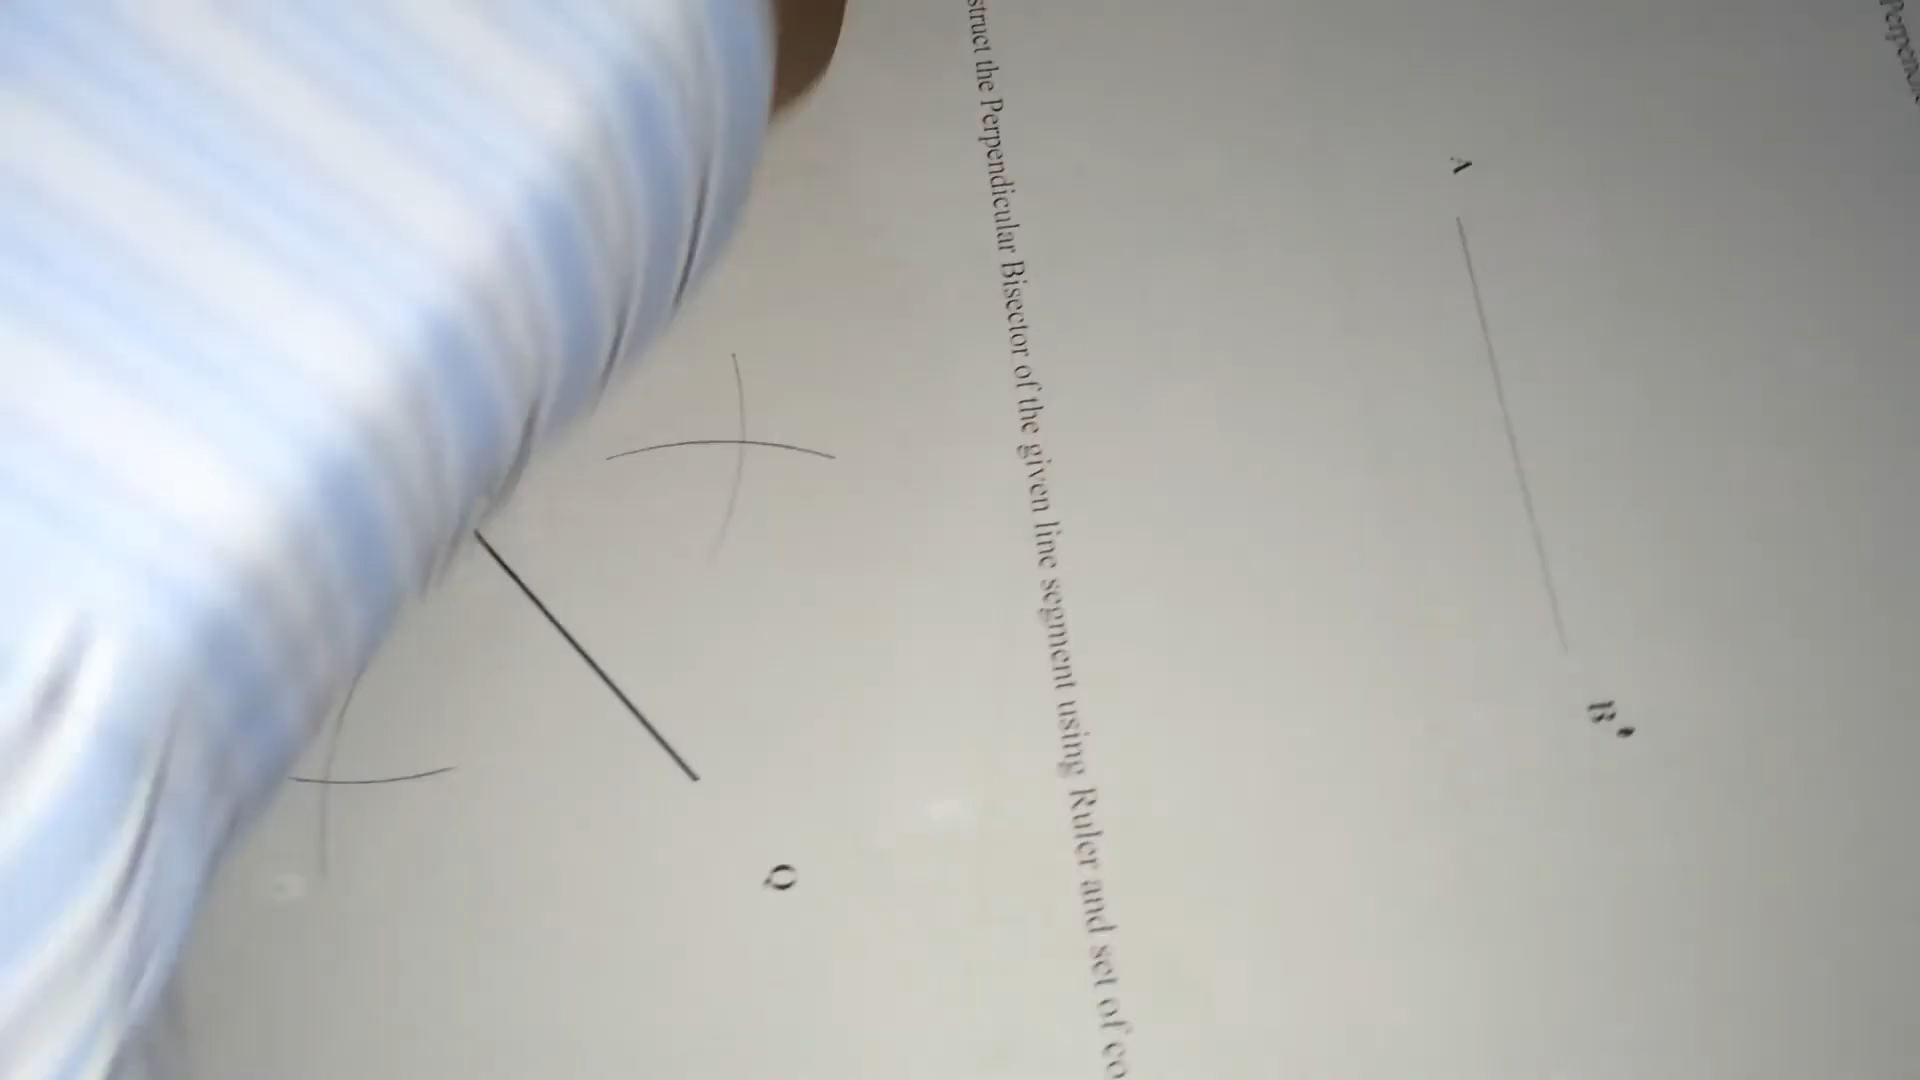 A B
struct the Perpendicular Bisector of the given line segment using Ruler and set of co
Q